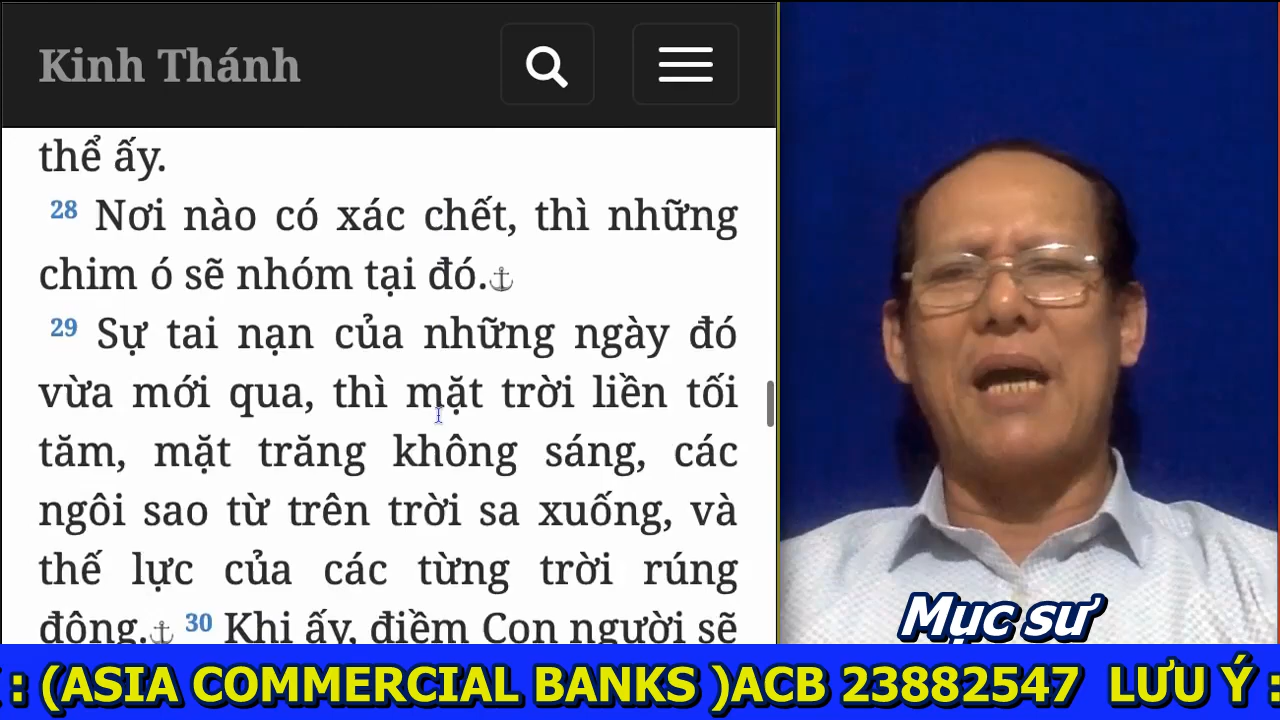 Kinh Thánh
thể ấy.
28 Nơi nào có xác chết, thì những
chim ó sẽ nhóm tại đó.
29 Sự tai nạn của những ngày đó
vừa mới qua, thì mặt trời liền tối
tăm, mặt trăng không sáng, các
ngôi sao từ trên trời sa xuống, và
thế lực của các từng trời rúng
động. 30 Khi ấy, điềm Con người sẽ
Mục sư
: (ASIA COMMERCIAL BANKS )ACB 23882547 LƯU Ý :